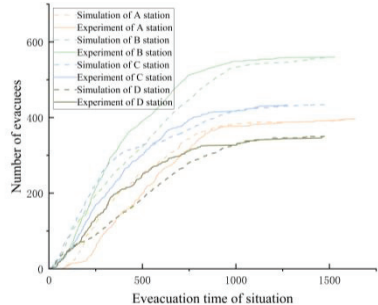 Simulation of A station
Experiment of A station
Simulation of B station
Experiment of B station
Simulation of C station
Experiment of C station
Simulation of D station
Experiment of D station
600
400
200
0
Number of evacuees
0 500 1000 1500
Eveacuation time of situation